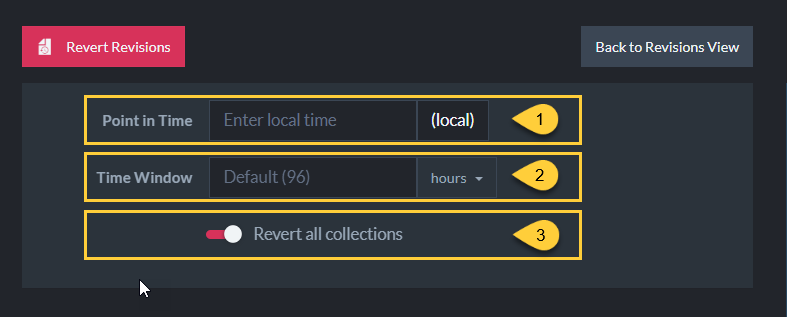 Revert Revisions
Back to Revisions View
Point in Time Enter local time (local) 1
Time Window Default (96) hours 2
Revert all collections 3